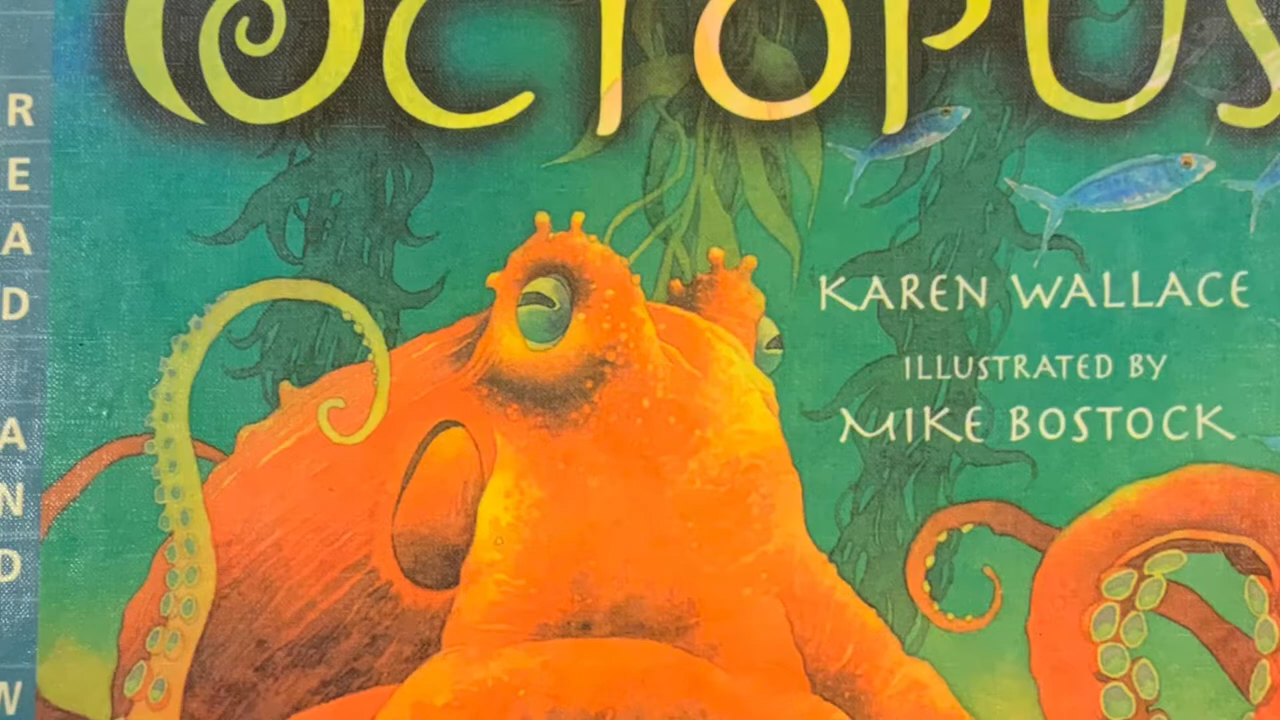 OCTOPUS
KAREN WALLACE
ILLUSTRATED BY
MIKE BOSTOCK
READ AND W